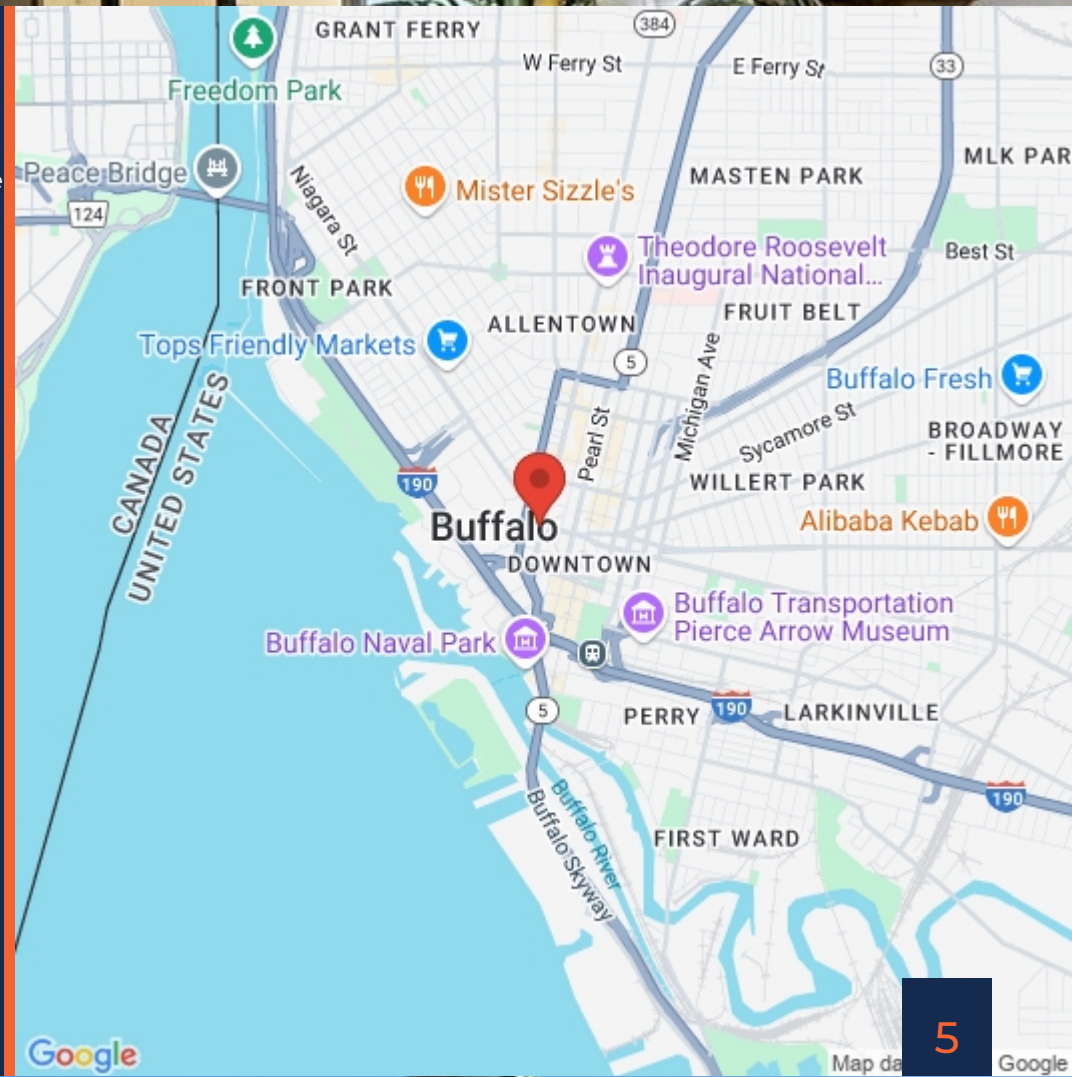 GRANT FERRY
384
W Ferry St
E Ferry St
33
Freedom Park
Peace Bridge
MLK PAR
124
Niagara St
Mister Sizzle's
MASTEN PARK
Theodore Roosevelt
Inaugural National...
Best St
FRONT PARK
FRUIT BELT
ALLENTOWN
Tops Friendly Markets
5
Michigan Ave
Buffalo Fresh
CANADA
UNITED STATES
Pearl St
Sycamore St
BROADWAY
- FILLMORE
190
WILLERT PARK
Buffalo
Alibaba Kebab
DOWNTOWN
Buffalo Transportation
Pierce Arrow Museum
Buffalo Naval Park
5
PERRY
190
LARKINVILLE
190
Buffalo River
Buffalo Skyway
FIRST WARD
Google
Map da
5
Google